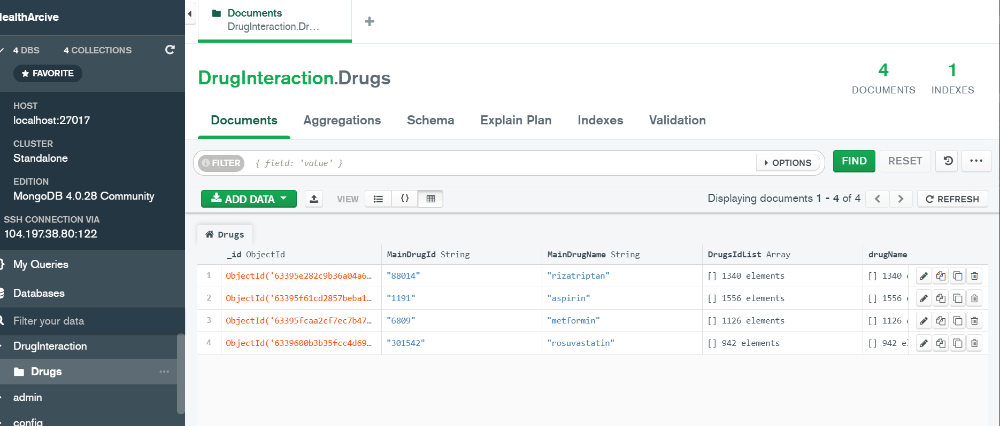 ealthArcive
4 DBS 4 COLLECTIONS
FAVORITE
HOST
localhost:27017
CLUSTER
Standalone
EDITION
MongoDB 4.0.28 Community
SSH CONNECTION VIA
104.197.38.80:122
My Queries
Databases
Filter your data
DrugInteraction
Drugs
admin
config
Documents
DrugInteraction.Dr...
DrugInteraction.Drugs
4 DOCUMENTS
1 INDEXES
Documents Aggregations Schema Explain Plan Indexes Validation
FILTER { field: 'value' } OPTIONS FIND RESET
ADD DATA VIEW {} Displaying documents 1 - 4 of 4 REFRESH
Drugs
_id ObjectId MainDrugId String MainDrugName String DrugsIdList Array drugName
1 ObjectId('63395e282c9b36a04a6... "88014" "rizatriptan" [] 1340 elements [] 1340 e
2 ObjectId('63395f61cd2857beba1... "1191" "aspirin" [] 1556 elements [] 1556 e
3 ObjectId('63395fcaa2cf7ec7b47... "6809" "metformin" [] 1126 elements [] 1126 e
4 ObjectId('6339600b3b35fcc4d69... "301542" "rosuvastatin" [] 942 elements [] 942 el